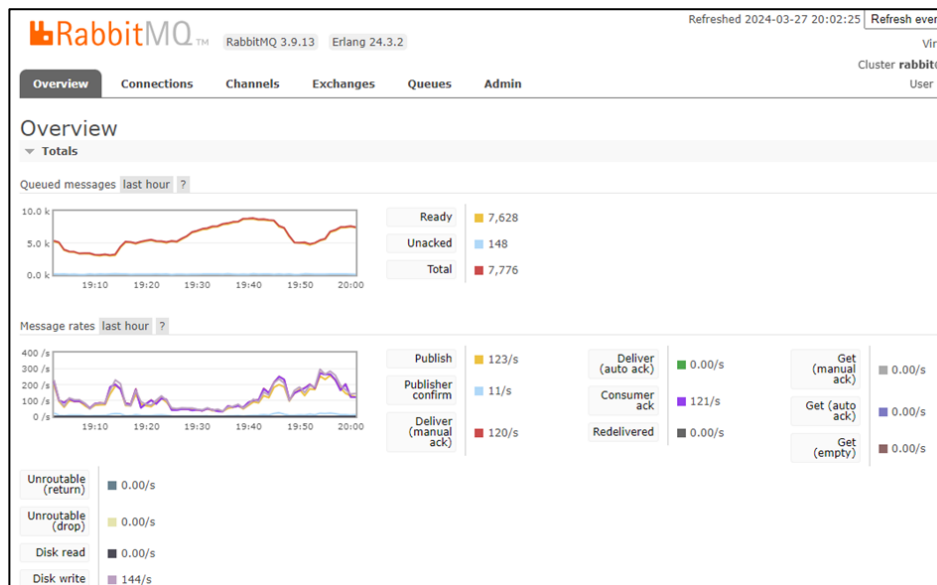 Refreshed 2024-03-27 20:02:25 Refresh ever
RabbitMQ TM RabbitMQ 3.9.13 Erlang 24.3.2
Vir
Cluster rabbit
Overview Connections Channels Exchanges Queues Admin User
Overview
Totals
Queued messages last hour ?
10.0 k
5.0 k
0.0 k
19:10 19:20 19:30 19:40 19:50 20:00
Ready 7,628
Unacked 148
Total 7,776
Message rates last hour ?
400 /s
300 /s
200 /s
100 /s
0 /s
19:10 19:20 19:30 19:40 19:50 20:00
Publish 123/s
Publisher
confirm 11/s
Deliver
(manual
ack) 120/s
Deliver
(auto ack) 0.00/s
Consumer
ack 121/s
Redelivered 0.00/s
Get
(manual
ack) 0.00/s
Get (auto
ack) 0.00/s
Get
(empty) 0.00/s
Unroutable
(return) 0.00/s
Unroutable
(drop) 0.00/s
Disk read 0.00/s
Disk write 144/s